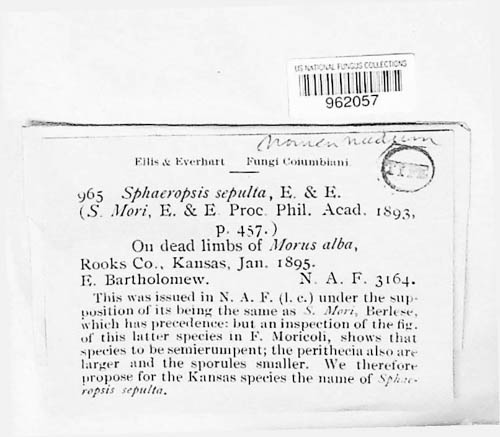 US NATIONAL FUNGUS COLLECTIONS
962057
nomen nudum
Ellis & Everhart — Fungi Columbiani
TYPE
965 Sphaeropsis sepulta, E. & E.
(S. Mori, E. & E. Proc. Phil. Acad. 1893,
p. 457.)
On dead limbs of Morus alba,
Rooks Co., Kansas, Jan. 1895.
E. Bartholomew. N. A. F. 3164.
This was issued in N. A. F. (l. c.) under the sup-
position of its being the same as S. Mori, Berlese,
which has precedence: but an inspection of the fig.
of this latter species in F. Moricoli, shows that
species to be semierumpent; the perithecia also are
larger and the sporules smaller. We therefore
propose for the Kansas species the name of Sphae-
ropsis sepulta.